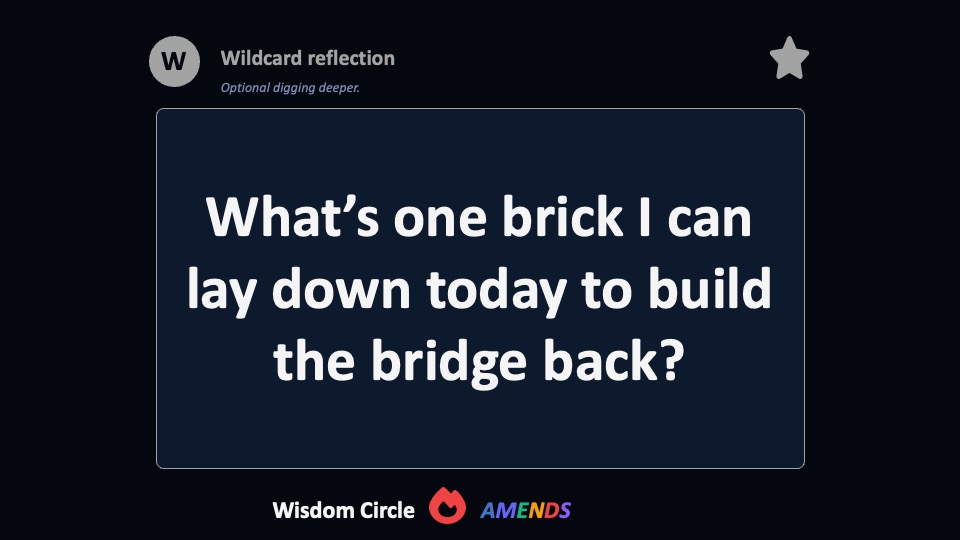 W
Wildcard reflection
Optional digging deeper.
What’s one brick I can
lay down today to build
the bridge back?
Wisdom Circle AMENDS